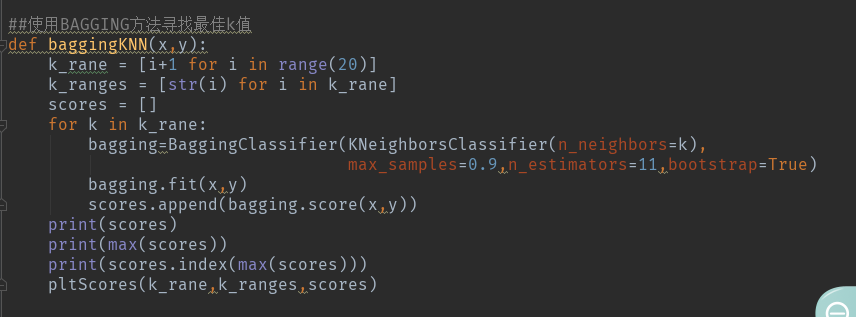 ##使用BAGGING方法寻找最佳k值
def baggingKNN(x,y):
    k_rane = [i+1 for i in range(20)]
    k_ranges = [str(i) for i in k_rane]
    scores = []
    for k in k_rane:
        bagging=BaggingClassifier(KNeighborsClassifier(n_neighbors=k),
                                  max_samples=0.9,n_estimators=11,bootstrap=True)
        bagging.fit(x,y)
        scores.append(bagging.score(x,y))
    print(scores)
    print(max(scores))
    print(scores.index(max(scores)))
    pltScores(k_rane,k_ranges,scores)